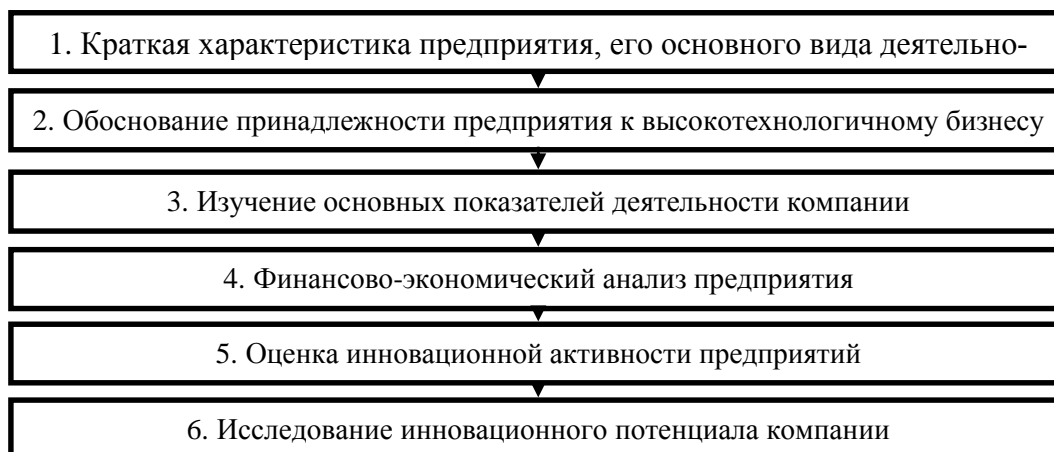 1. Краткая характеристика предприятия, его основного вида деятельно-
2. Обоснование принадлежности предприятия к высокотехнологичному бизнесу
3. Изучение основных показателей деятельности компании
4. Финансово-экономический анализ предприятия
5. Оценка инновационной активности предприятий
6. Исследование инновационного потенциала компании